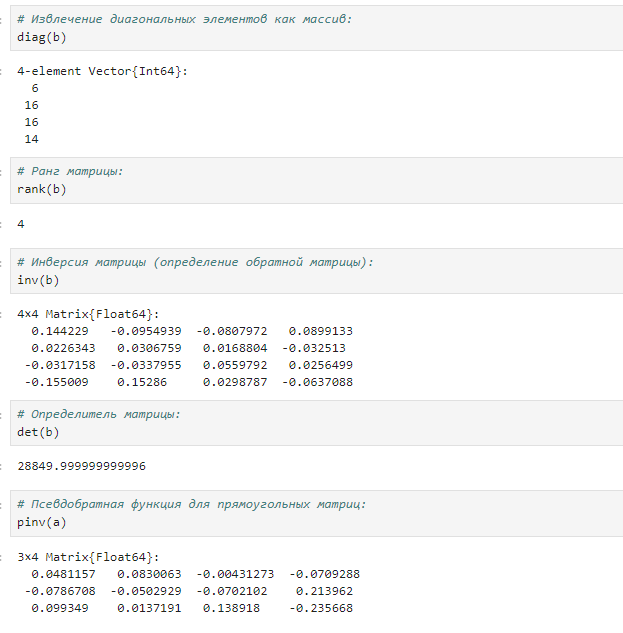 # Извлечение диагональных элементов как массив:
diag(b)
4-element Vector{Int64}:
6
16
16
14
# Ранг матрицы:
rank(b)
4
# Инверсия матрицы (определение обратной матрицы):
inv(b)
4×4 Matrix{Float64}:
0.144229 -0.0954939 -0.0807972 0.0899133
0.0226343 0.0306759 0.0168804 -0.032513
-0.0317158 -0.0337955 0.0559792 0.0256499
-0.155009 0.15286 0.0298787 -0.0637088
# Определитель матрицы:
det(b)
28849.999999999996
# Псевдобратная функция для прямоугольных матриц:
pinv(a)
3×4 Matrix{Float64}:
0.0481157 0.0830063 -0.00431273 -0.0709288
-0.0786708 -0.0502929 -0.0702102 0.213962
0.099349 0.0137191 0.138918 -0.235668